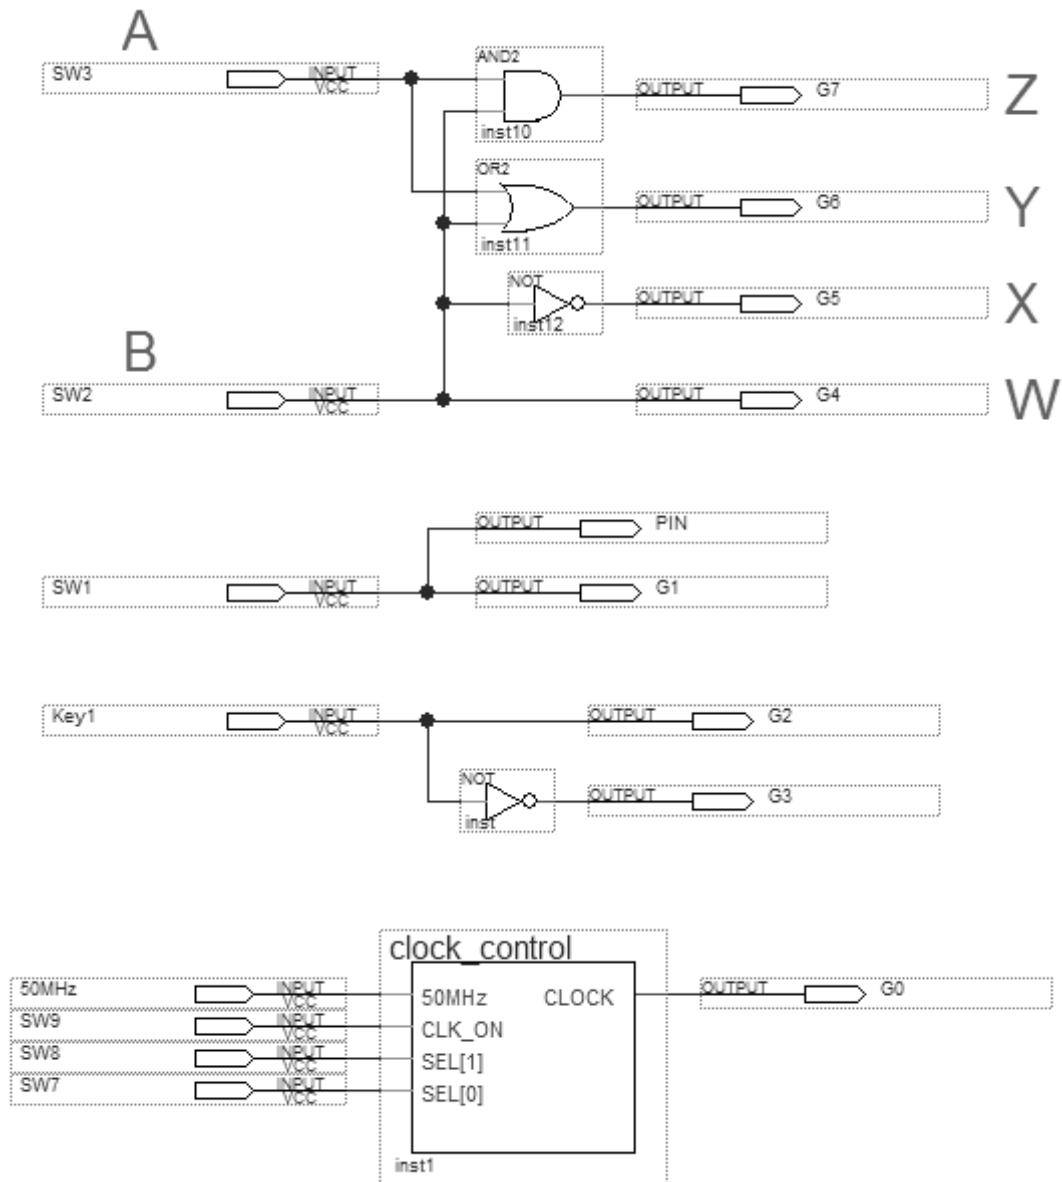 A
SW3 INPUT VCC
AND2
inst10
OUTPUT G7 Z
OR2
inst11
OUTPUT G6 Y
NOT
inst12
OUTPUT G5 X
B
SW2 INPUT VCC
OUTPUT G4 W
OUTPUT PIN
SW1 INPUT VCC
OUTPUT G1
Key1 INPUT VCC
OUTPUT G2
NOT
inst
OUTPUT G3
clock_control
50MHz INPUT VCC
SW9 INPUT VCC
SW8 INPUT VCC
SW7 INPUT VCC
50MHz CLOCK
CLK_ON
SEL[1]
SEL[0]
OUTPUT G0
inst1